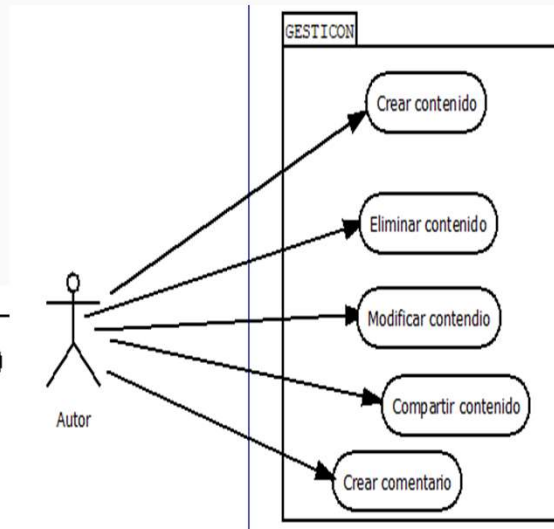 GESTICON
Crear contenido
Eliminar contenido
Modificar contendio
Compartir contenido
Crear comentario
Autor